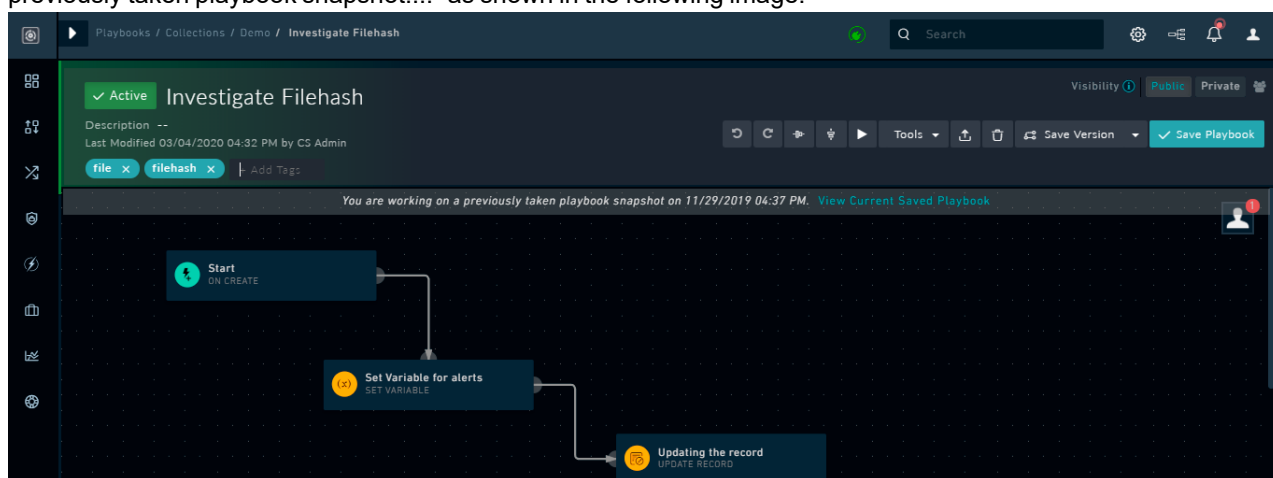 previously taken playbook snapshot....” as shown in the following image:
Playbooks / Collections / Demo / Investigate Filehash
Search
Active
Investigate Filehash
Visibility
Public
Private
Description --
Last Modified 03/04/2020 04:32 PM by CS Admin
Tools
Save Version
Save Playbook
file x
filehash x
Add Tags
You are working on a previously taken playbook snapshot on 11/29/2019 04:37 PM. View Current Saved Playbook
1
Start
ON CREATE
(x)
Set Variable for alerts
SET VARIABLE
Updating the record
UPDATE RECORD